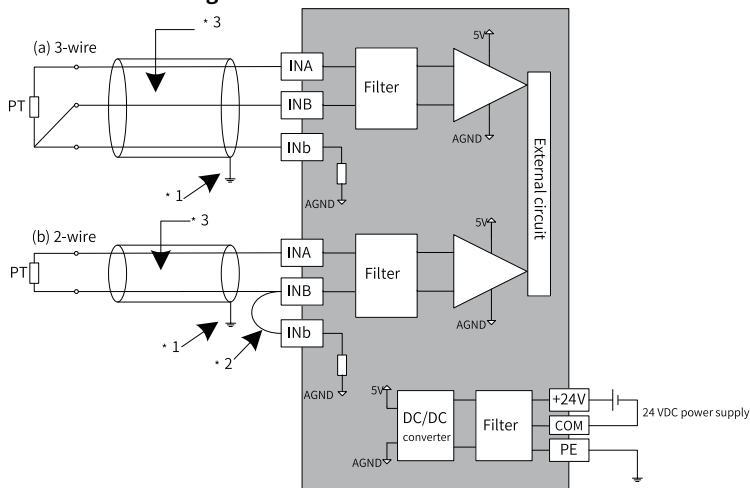 * 3
(a) 3-wire
PT
INA
INB
INb
Filter
5V
AGND
AGND
* 1
External circuit
* 3
(b) 2-wire
PT
INA
INB
INb
Filter
5V
AGND
AGND
* 1
* 2
5V
AGND
DC/DC
converter
Filter
+24V
COM
PE
24 VDC power supply